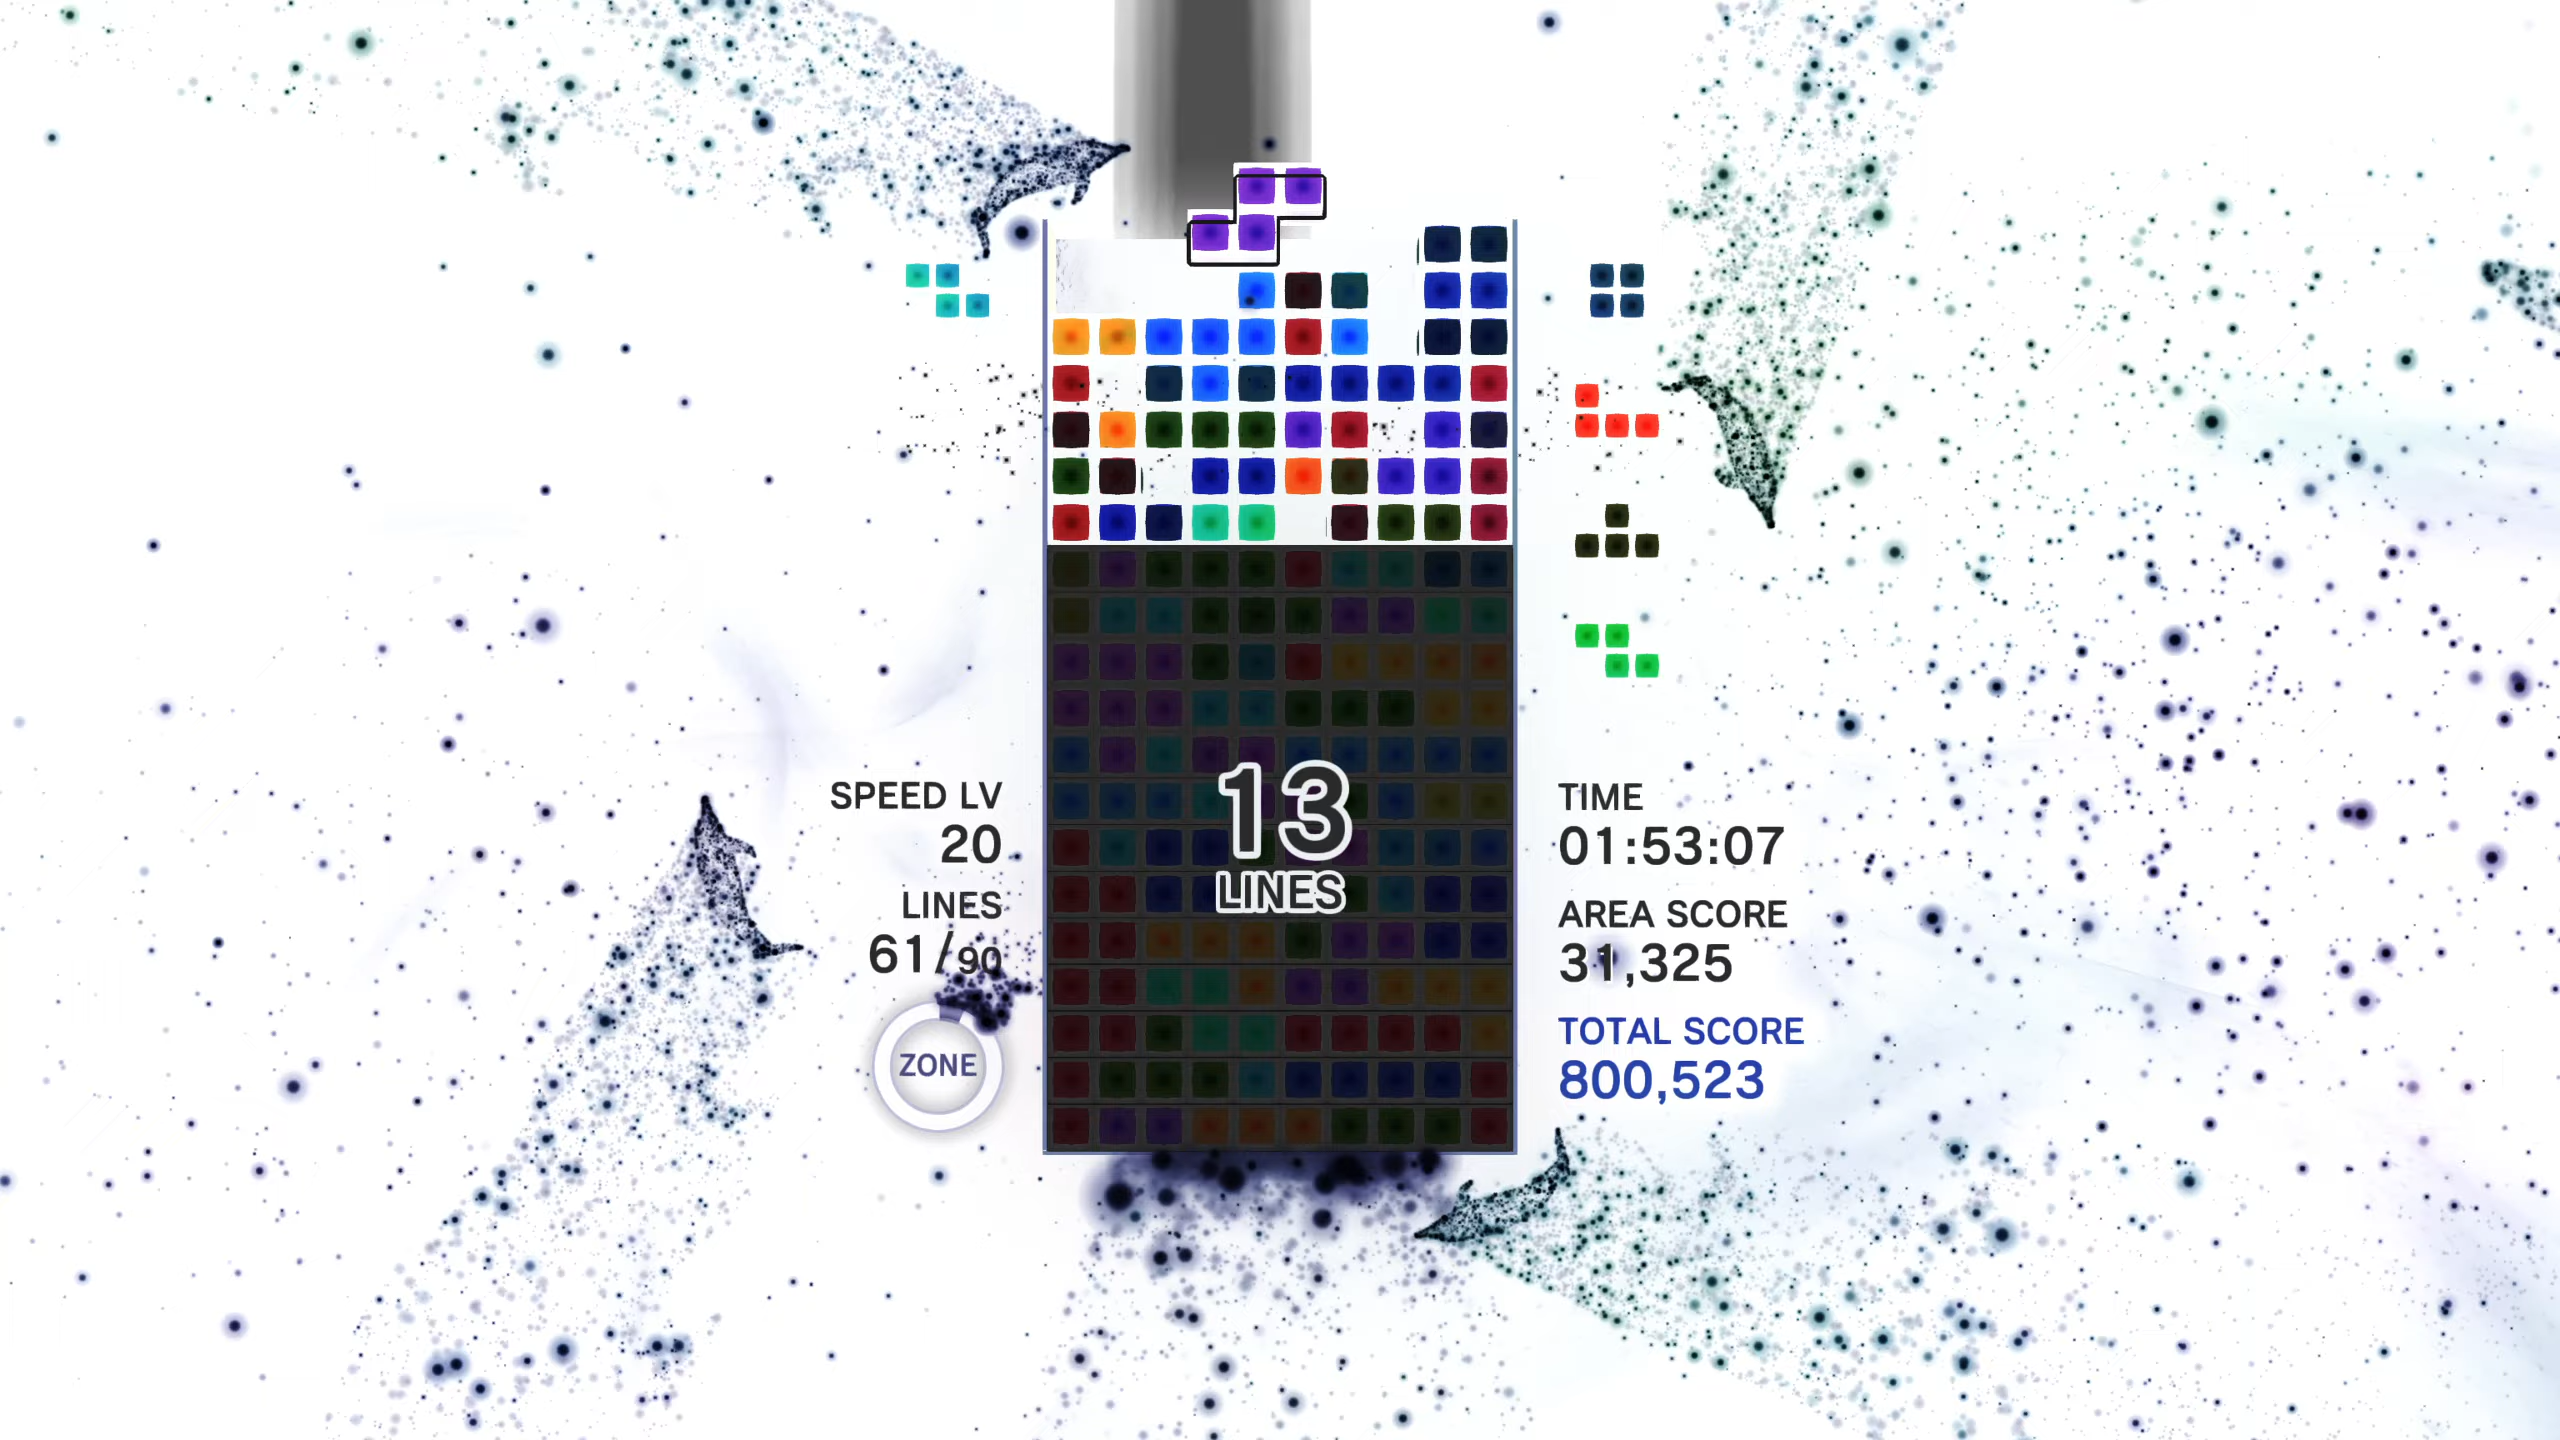 SPEED LV
20
LINES
61/90
ZONE
13
LINES
TIME
01:53:07
AREA SCORE
31,325
TOTAL SCORE
800,523